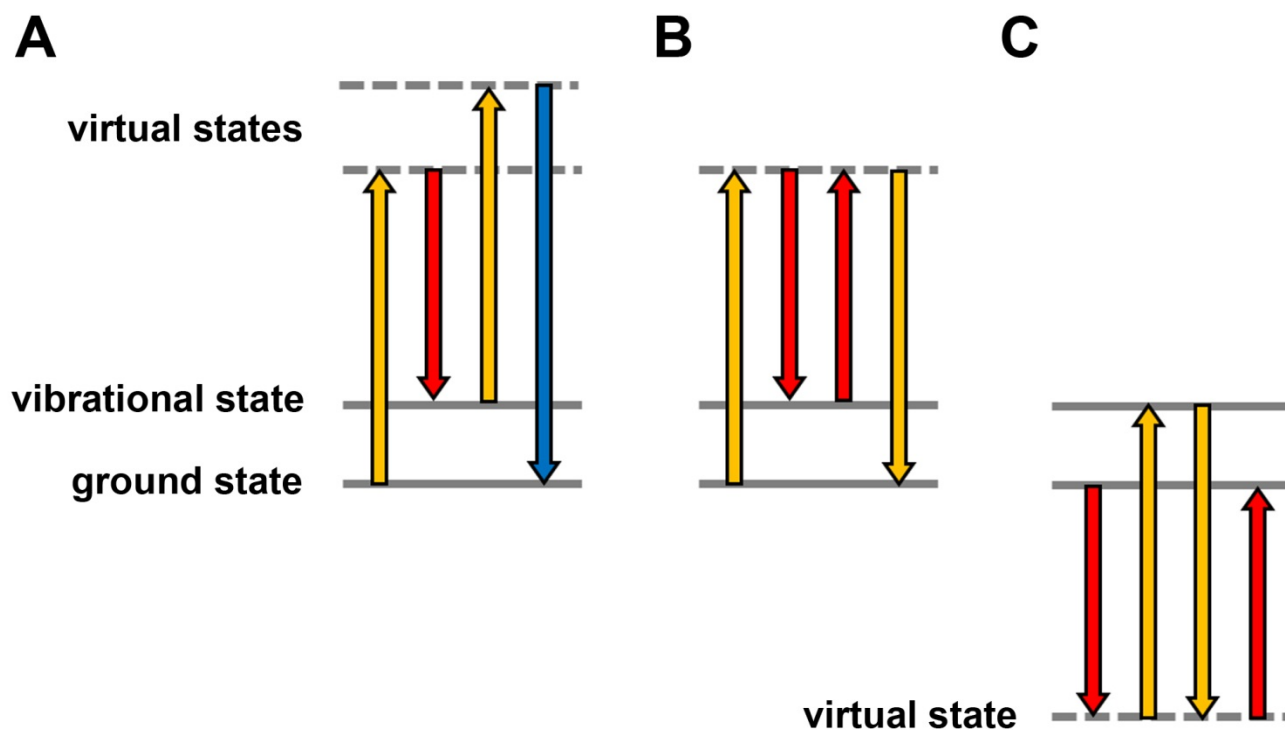 A
B
C
virtual states
vibrational state
ground state
virtual state